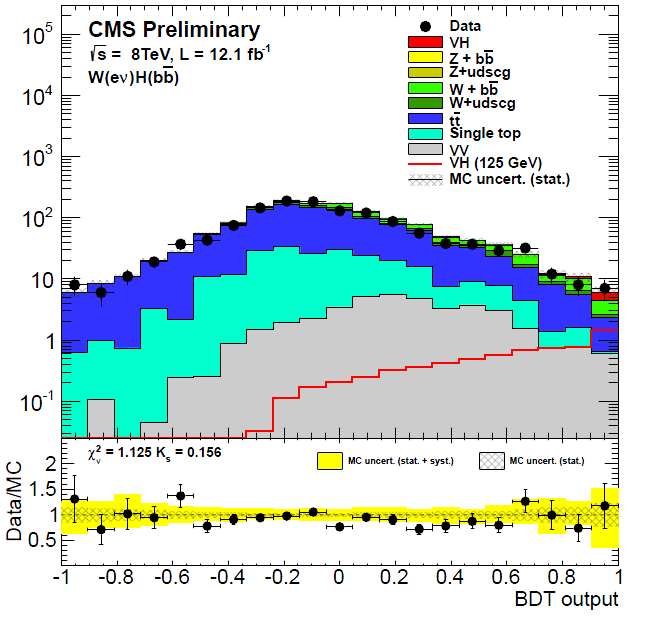 CMS Preliminary
√s = 8TeV, L = 12.1 fb⁻¹
W(eν)H(bb̅)
Data
VH
Z + bb̅
Z+udscg
W + bb̅
W+udscg
tt̅
Single top
VV
VH (125 GeV)
MC uncert. (stat.)
10⁵
10⁴
10³
10²
10
1
10⁻¹
χ²ᵥ = 1.125 Kₛ = 0.156
MC uncert. (stat. + syst.)
MC uncert. (stat.)
Data/MC
2
1.5
1
0.5
-1 -0.8 -0.6 -0.4 -0.2 0 0.2 0.4 0.6 0.8 1
BDT output